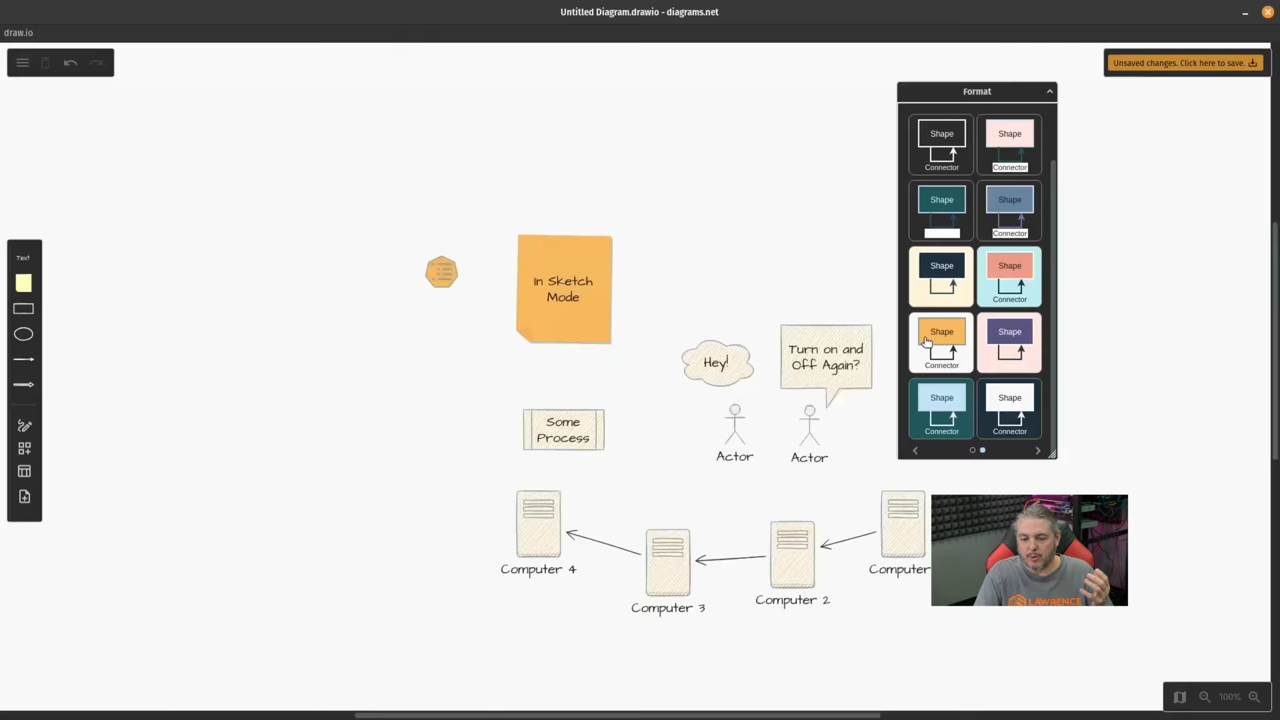 Untitled Diagram.drawio - diagrams.net
draw.io
Unsaved changes. Click here to save.
Format
Shape
Connector
Shape
Connector
Shape
Shape
Connector
Shape
Shape
Connector
Shape
Connector
Shape
Shape
Connector
Shape
Connector
Text
In Sketch
Mode
Hey!
Turn on and
Off Again?
Some
Process
Actor
Actor
Computer 4
Computer 3
Computer 2
Computer
LAWRENCE
100%